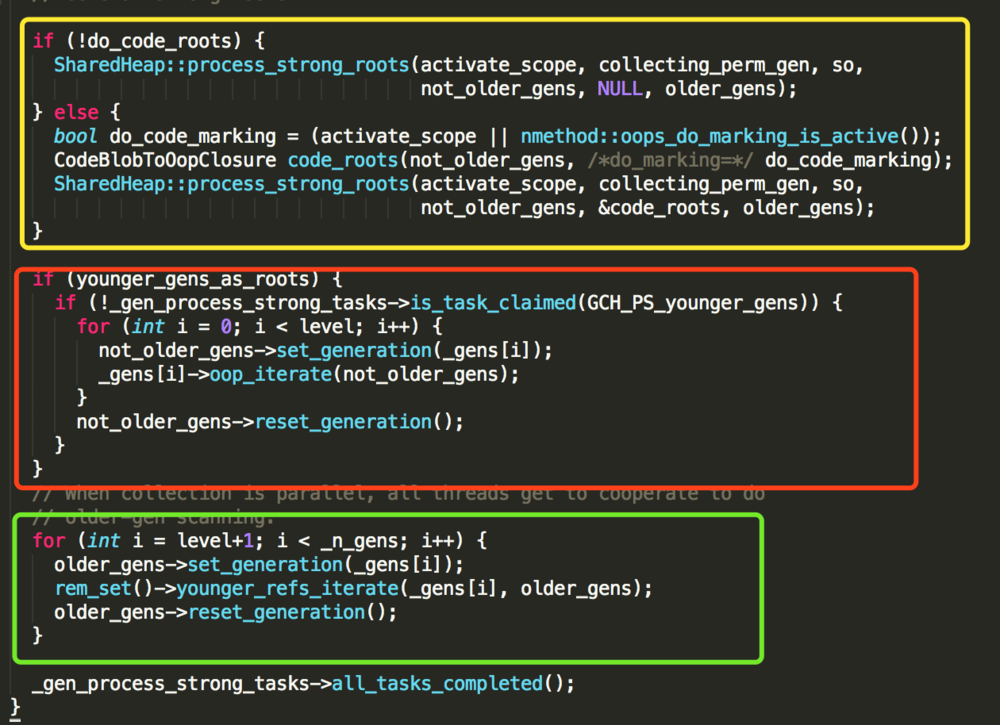 if (!do_code_roots) {
SharedHeap::process_strong_roots(activate_scope, collecting_perm_gen, so,
not_older_gens, NULL, older_gens);
} else {
bool do_code_marking = (activate_scope || nmethod::oops_do_marking_is_active());
CodeBlobToOopClosure code_roots(not_older_gens, /*do_marking=*/ do_code_marking);
SharedHeap::process_strong_roots(activate_scope, collecting_perm_gen, so,
not_older_gens, &code_roots, older_gens);
}
if (younger_gens_as_roots) {
if (!_gen_process_strong_tasks->is_task_claimed(GCH_PS_younger_gens)) {
for (int i = 0; i < level; i++) {
not_older_gens->set_generation(_gens[i]);
_gens[i]->oop_iterate(not_older_gens);
}
not_older_gens->reset_generation();
}
}
// When collection is parallel, all threads get to cooperate to do
// older-gen scanning.
for (int i = level+1; i < _n_gens; i++) {
older_gens->set_generation(_gens[i]);
rem_set()->younger_refs_iterate(_gens[i], older_gens);
older_gens->reset_generation();
}
_gen_process_strong_tasks->all_tasks_completed();
}